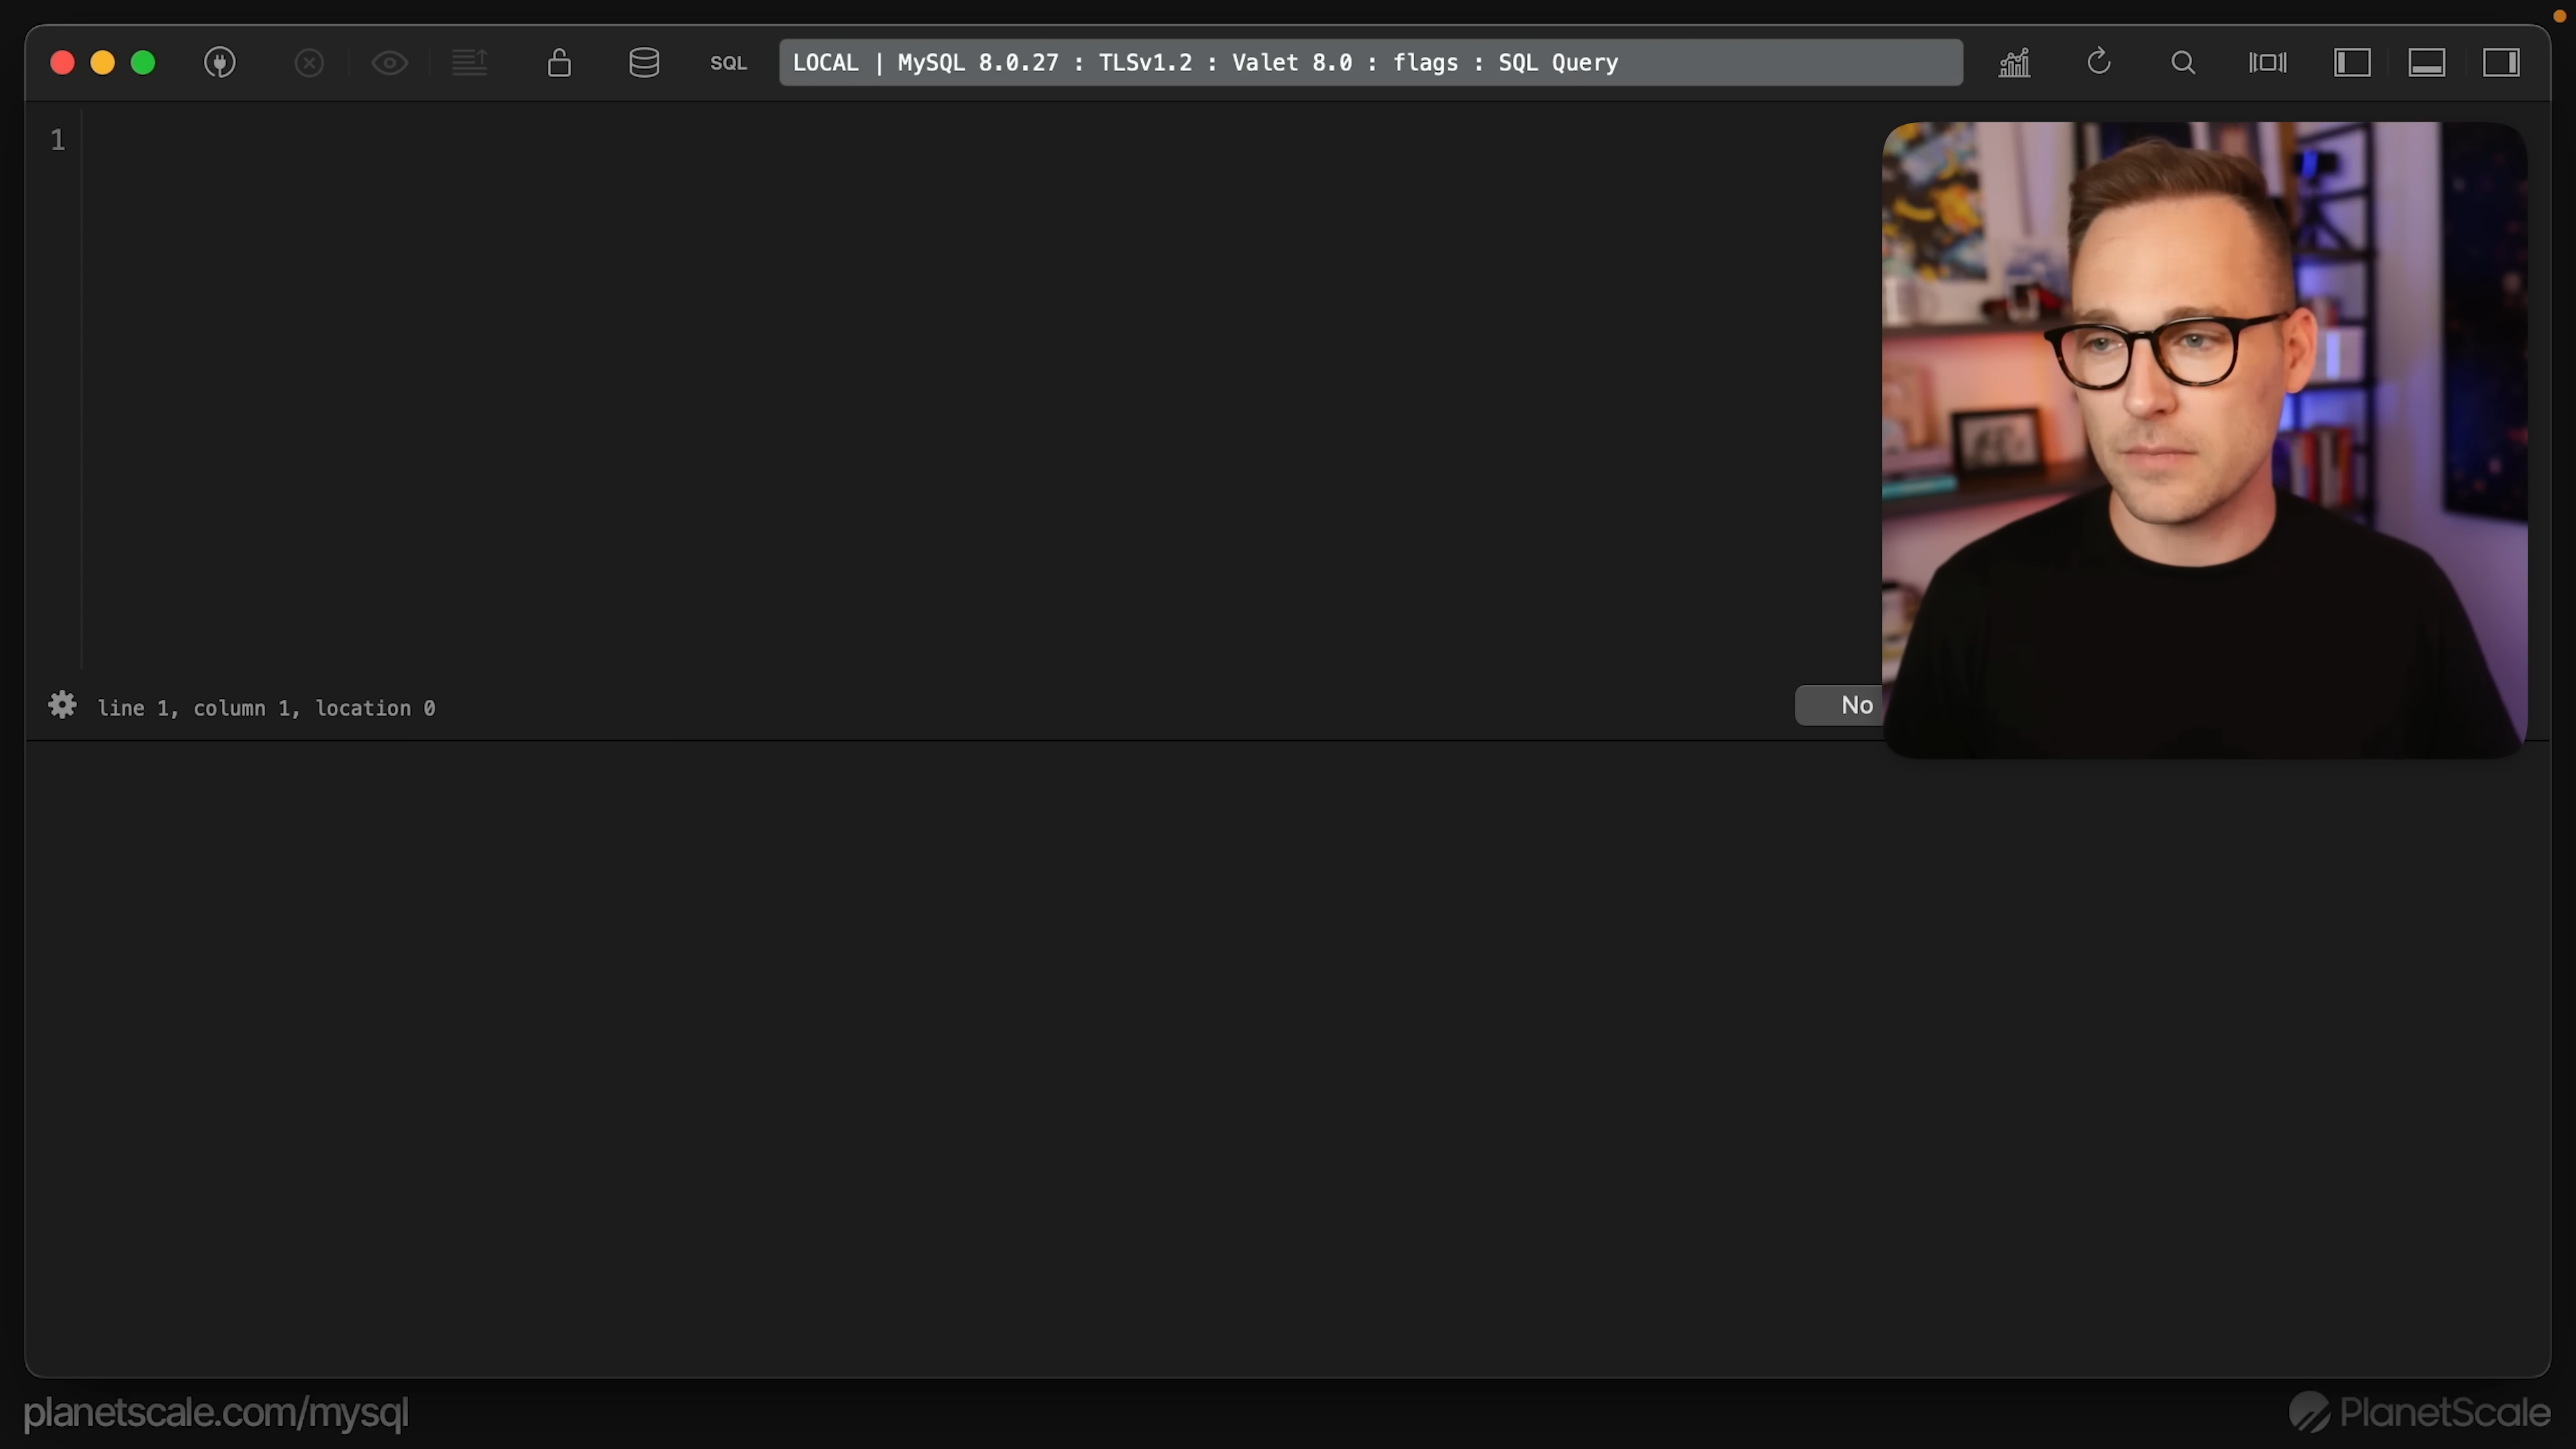 SQL
LOCAL | MySQL 8.0.27 : TLSv1.2 : Valet 8.0 : flags : SQL Query
1
line 1, column 1, location 0
No
planetscale.com/mysql
PlanetScale